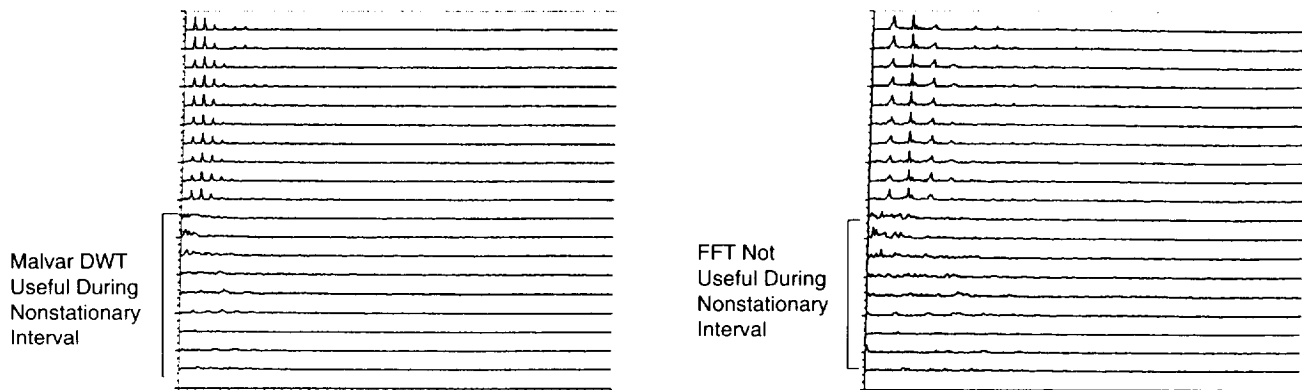 Malvar DWT
Useful During
Nonstationary
Interval
FFT Not
Useful During
Nonstationary
Interval